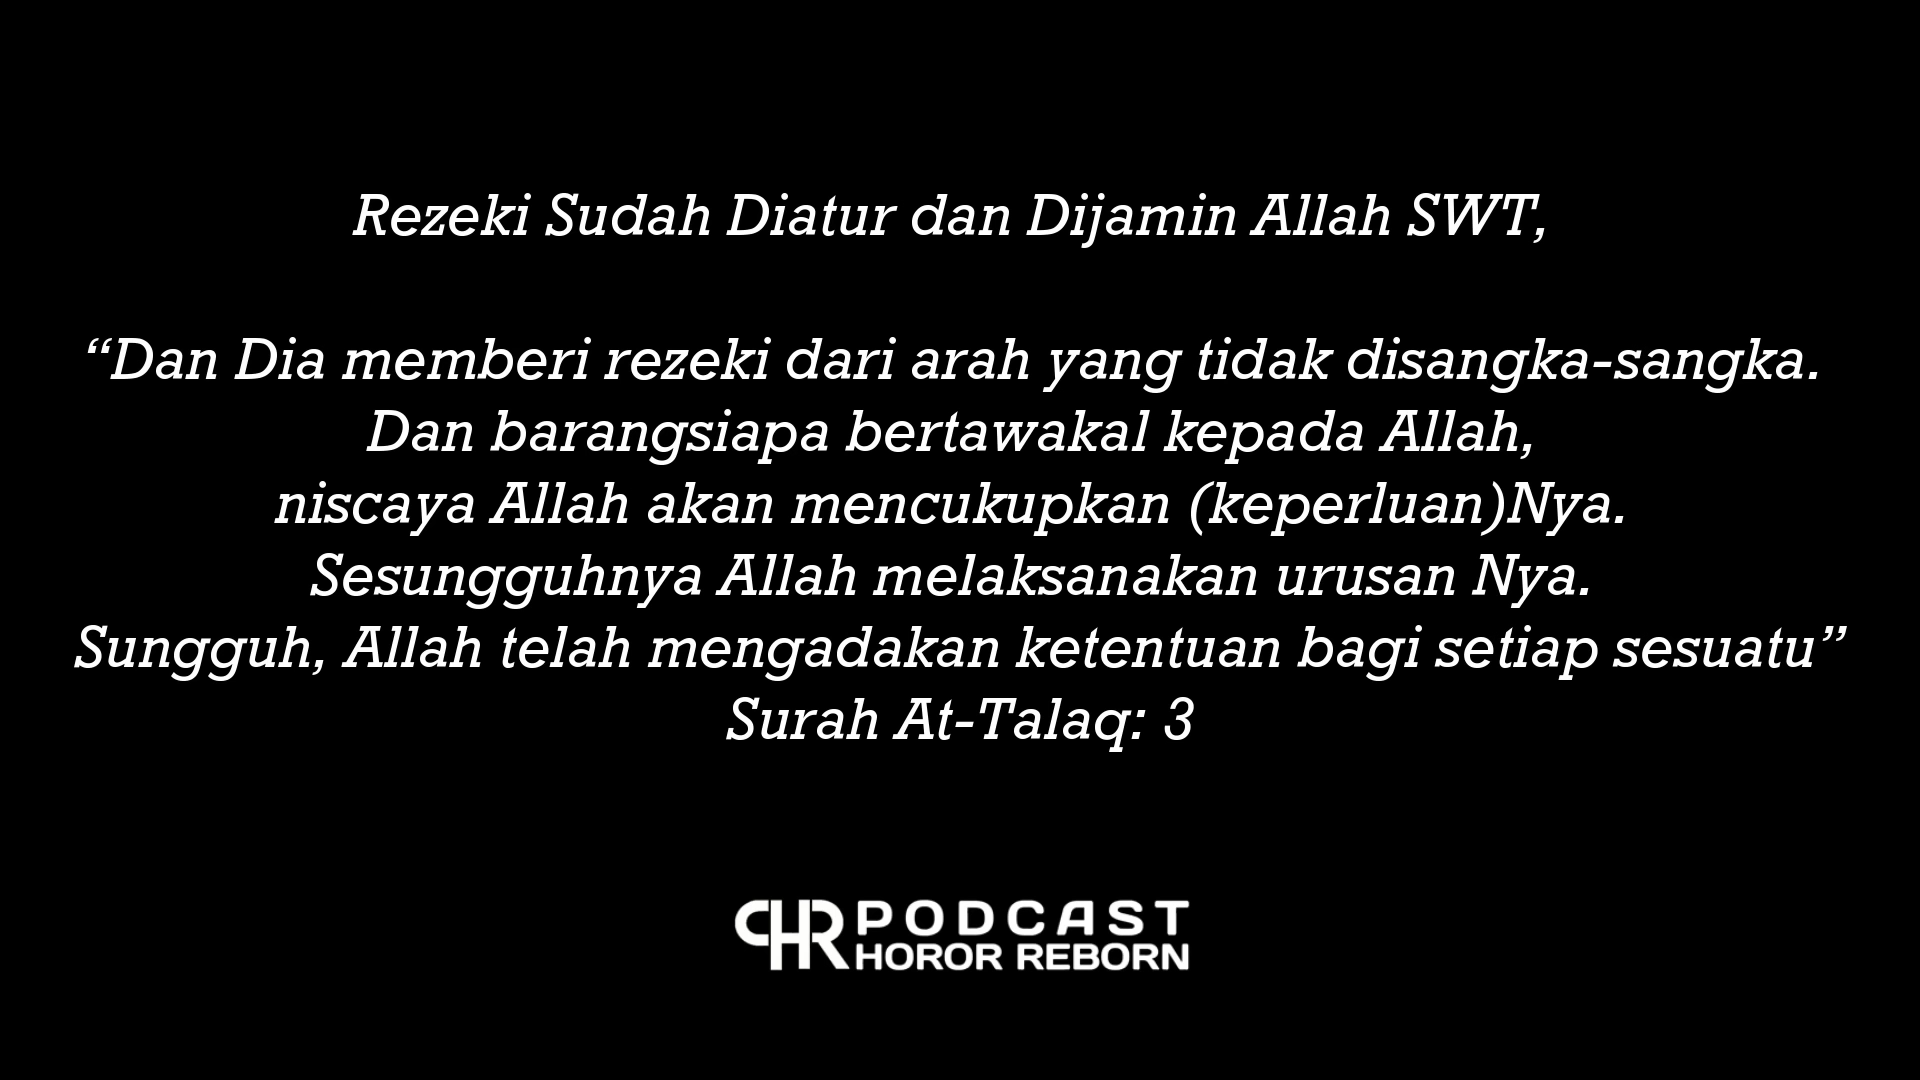 Rezeki Sudah Diatur dan Dijamin Allah SWT,
“Dan Dia memberi rezeki dari arah yang tidak disangka-sangka.
Dan barangsiapa bertawakal kepada Allah,
niscaya Allah akan mencukupkan (keperluan)Nya.
Sesungguhnya Allah melaksanakan urusan Nya.
Sungguh, Allah telah mengadakan ketentuan bagi setiap sesuatu”
Surah At-Talaq: 3
PHR PODCAST
HOROR REBORN